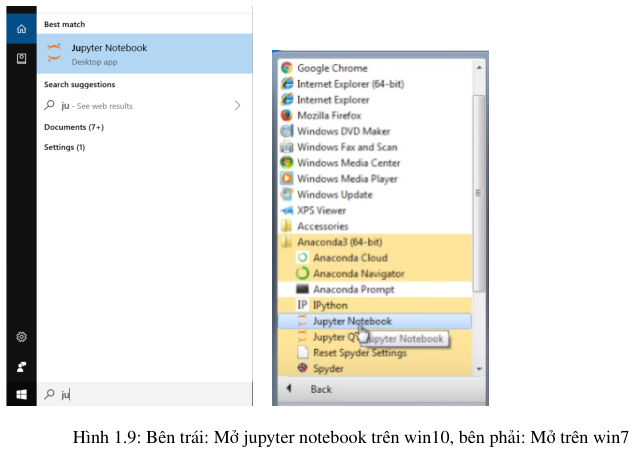 Best match
Jupyter Notebook
Desktop app
Search suggestions
ju - See web results
Documents (7+)
Settings (1)
ju
Google Chrome
Internet Explorer (64-bit)
Internet Explorer
Mozilla Firefox
Windows DVD Maker
Windows Fax and Scan
Windows Media Center
Windows Media Player
Windows Update
XPS Viewer
Accessories
Anaconda3 (64-bit)
Anaconda Cloud
Anaconda Navigator
Anaconda Prompt
IP IPython
Jupyter Notebook
Jupyter Q
Jupyter Notebook
Reset Spyder Settings
Spyder
Back
Hình 1.9: Bên trái: Mở jupyter notebook trên win10, bên phải: Mở trên win7